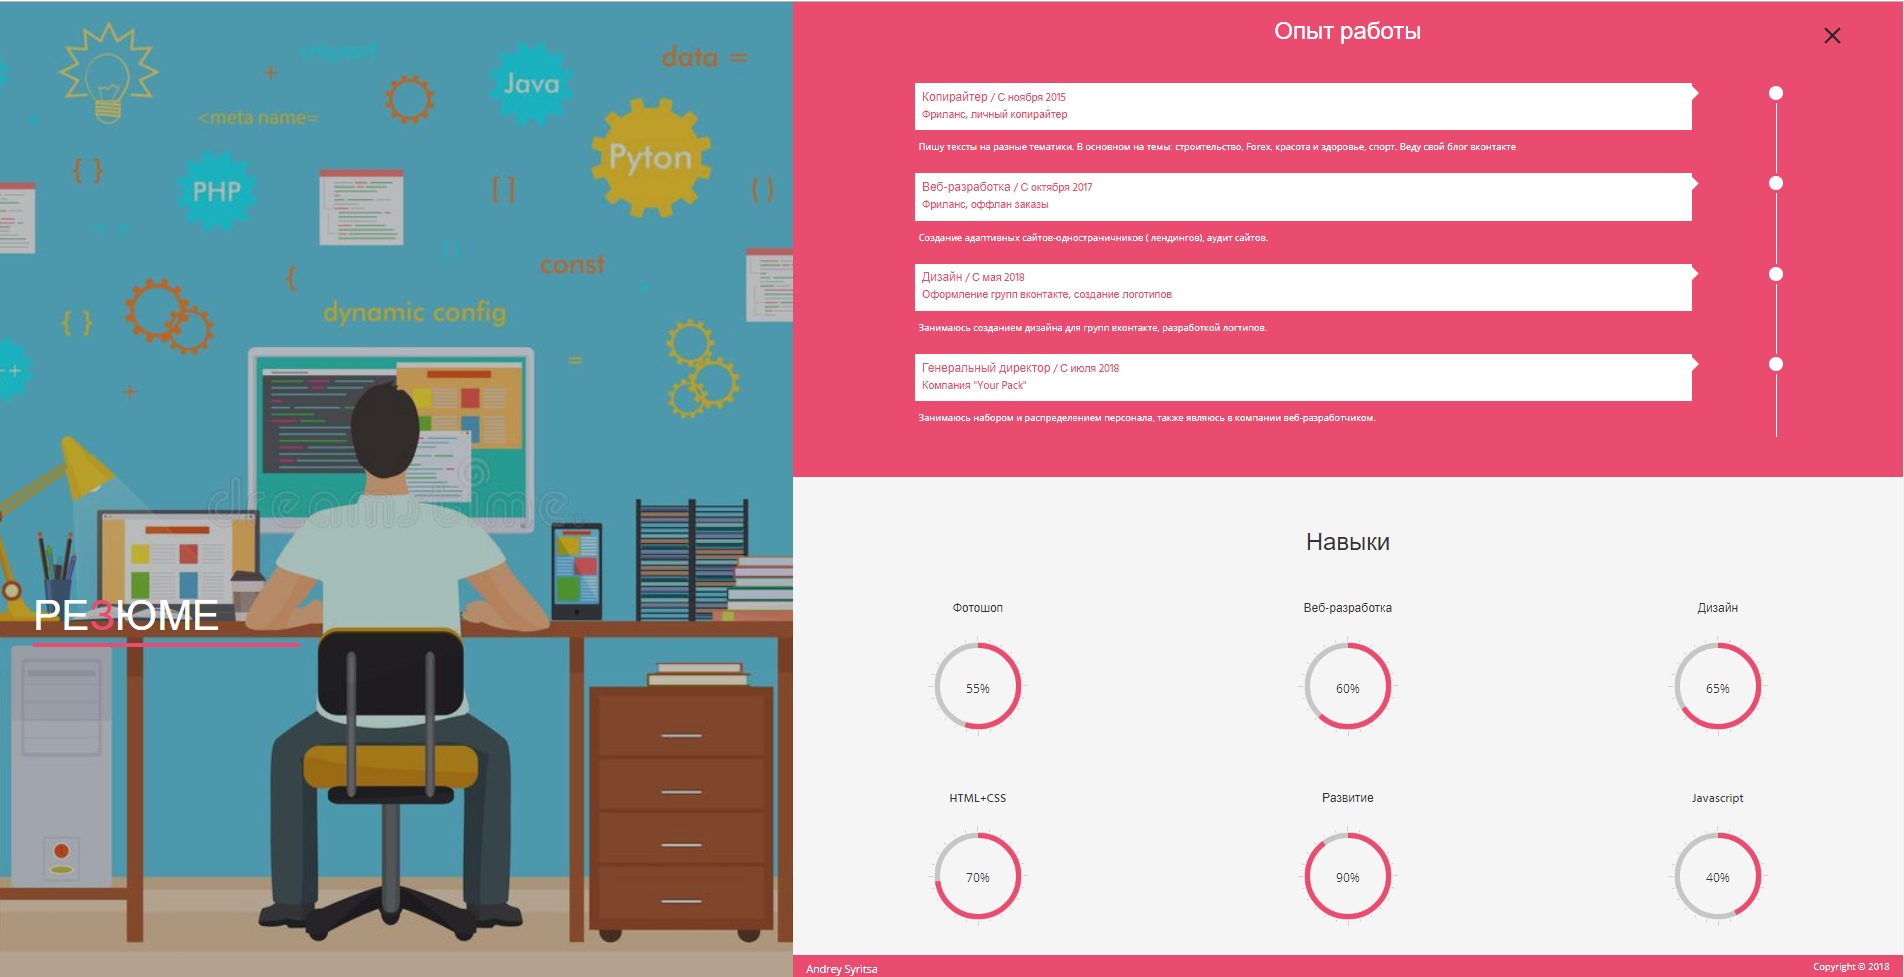 import
data =
Java
<meta name=
Pyton
{ }
PHP
[ ]
( )
{ }
const
{
dynamic config
{ }
=
++
+
+
dreamstime.
РЕЗЮМЕ
Опыт работы
Копирайтер / С ноября 2015
Фриланс, личный копирайтер
Пишу тексты на разные тематики. В основном на темы: строительство, Forex, красота и здоровье, спорт. Веду свой блог вконтакте
Веб-разработка / С октября 2017
Фриланс, оффлан заказы
Создание адаптивных сайтов-одностраничников ( лендингов), аудит сайтов.
Дизайн / С мая 2018
Оформление групп вконтакте, создание логотипов
Занимаюсь созданием дизайна для групп вконтакте, разработкой логтипов.
Генеральный директор / С июля 2018
Компания "Your Pack"
Занимаюсь набором и распределением персонала, также являюсь в компании веб-разработчиком.
Навыки
Фотошоп
Веб-разработка
Дизайн
55%
60%
65%
HTML+CSS
Развитие
Javascript
70%
90%
40%
Andrey Syritsa
Copyright © 2018